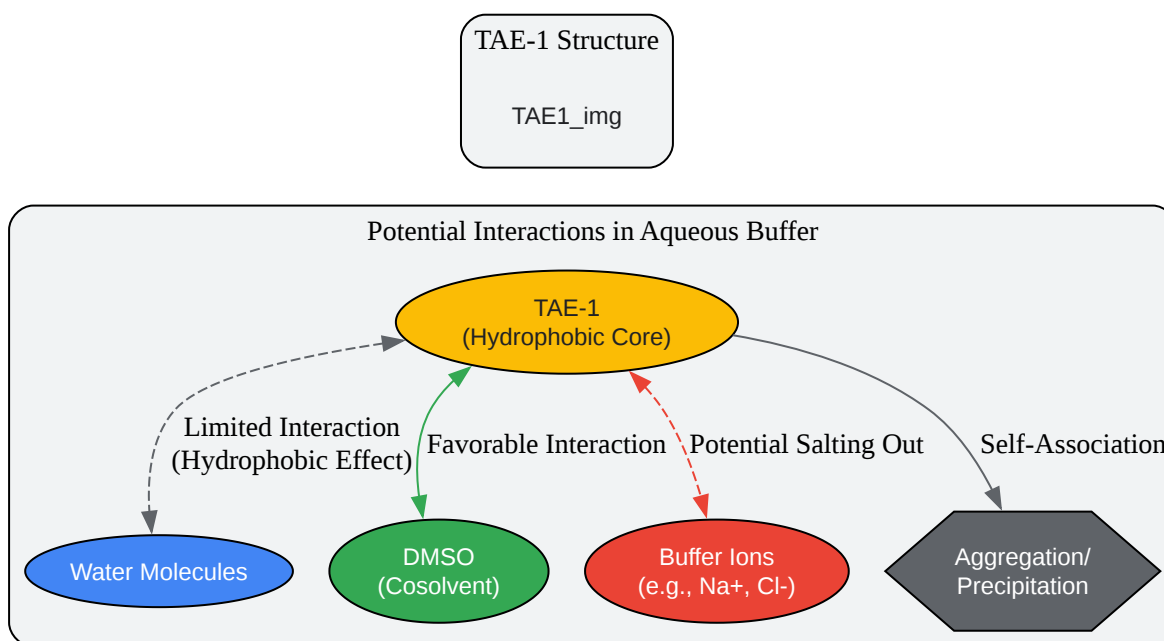 TAE-1 Structure
TAE1_img
Potential Interactions in Aqueous Buffer
TAE-1
(Hydrophobic Core)
Limited Interaction
(Hydrophobic Effect)
Favorable Interaction
Potential Salting Out
Self-Association
Water Molecules
DMSO
(Cosolvent)
Buffer Ions
(e.g., Na+, Cl-)
Aggregation/
Precipitation